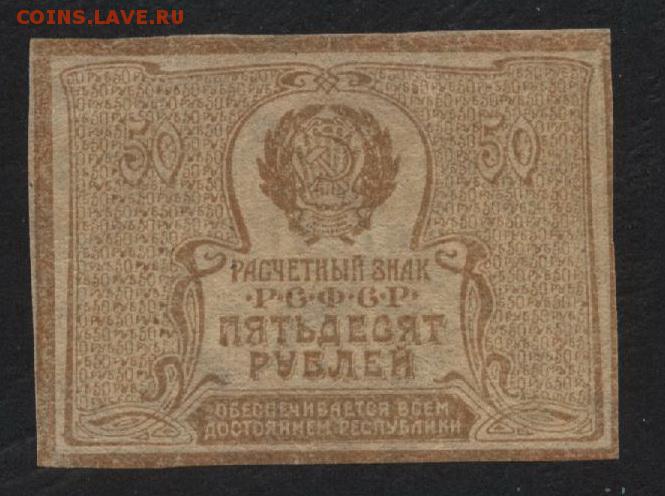 COINS.LAVE.RU
50 50
РАСЧЕТНЫЙ ЗНАК
·Р·С·Ф·С·Р·
ПЯТЬДЕСЯТ
РУБЛЕЙ
ОБЕСПЕЧИВАЕТСЯ ВСЕМ
ДОСТОЯНИЕМ РЕСПУБЛИКИ